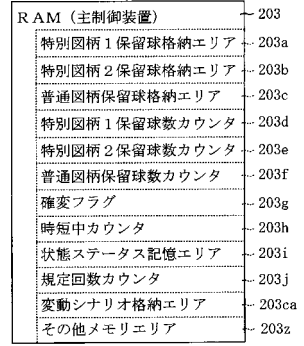 RAM（主制御装置） 203
特別図柄1保留球格納エリア 203a
特別図柄2保留球格納エリア 203b
普通図柄保留球格納エリア 203c
特別図柄1保留球数カウンタ 203d
特別図柄2保留球数カウンタ 203e
普通図柄保留球数カウンタ 203f
確変フラグ 203g
時短中カウンタ 203h
状態ステータス記憶エリア 203i
規定回数カウンタ 203j
変動シナリオ格納エリア 203ca
その他メモリエリア 203z